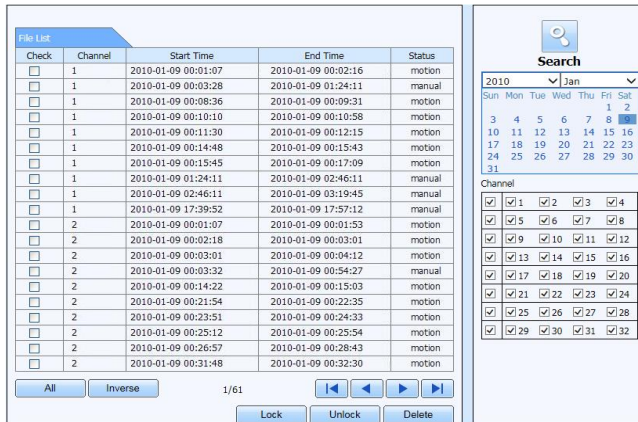 File List
Check Channel Start Time End Time Status
1 2010-01-09 00:01:07 2010-01-09 00:02:16 motion
1 2010-01-09 00:03:28 2010-01-09 01:24:11 manual
1 2010-01-09 00:08:36 2010-01-09 00:09:31 motion
1 2010-01-09 00:10:10 2010-01-09 00:10:58 motion
1 2010-01-09 00:11:30 2010-01-09 00:12:15 motion
1 2010-01-09 00:14:48 2010-01-09 00:15:43 motion
1 2010-01-09 00:15:45 2010-01-09 00:17:09 motion
1 2010-01-09 01:24:11 2010-01-09 02:46:11 manual
1 2010-01-09 02:46:11 2010-01-09 03:19:45 manual
1 2010-01-09 17:39:52 2010-01-09 17:57:12 manual
2 2010-01-09 00:01:07 2010-01-09 00:01:53 motion
2 2010-01-09 00:02:18 2010-01-09 00:03:01 motion
2 2010-01-09 00:03:01 2010-01-09 00:04:12 motion
2 2010-01-09 00:03:32 2010-01-09 00:54:27 manual
2 2010-01-09 00:14:22 2010-01-09 00:15:03 motion
2 2010-01-09 00:21:54 2010-01-09 00:22:35 motion
2 2010-01-09 00:23:51 2010-01-09 00:24:33 motion
2 2010-01-09 00:25:12 2010-01-09 00:25:54 motion
2 2010-01-09 00:26:57 2010-01-09 00:28:43 motion
2 2010-01-09 00:31:48 2010-01-09 00:32:30 motion
All Inverse 1/61
Lock Unlock Delete
Search
2010 Jan
Sun Mon Tue Wed Thu Fri Sat
1 2
3 4 5 6 7 8 9
10 11 12 13 14 15 16
17 18 19 20 21 22 23
24 25 26 27 28 29 30
31
Channel
1 2 3 4
5 6 7 8
9 10 11 12
13 14 15 16
17 18 19 20
21 22 23 24
25 26 27 28
29 30 31 32